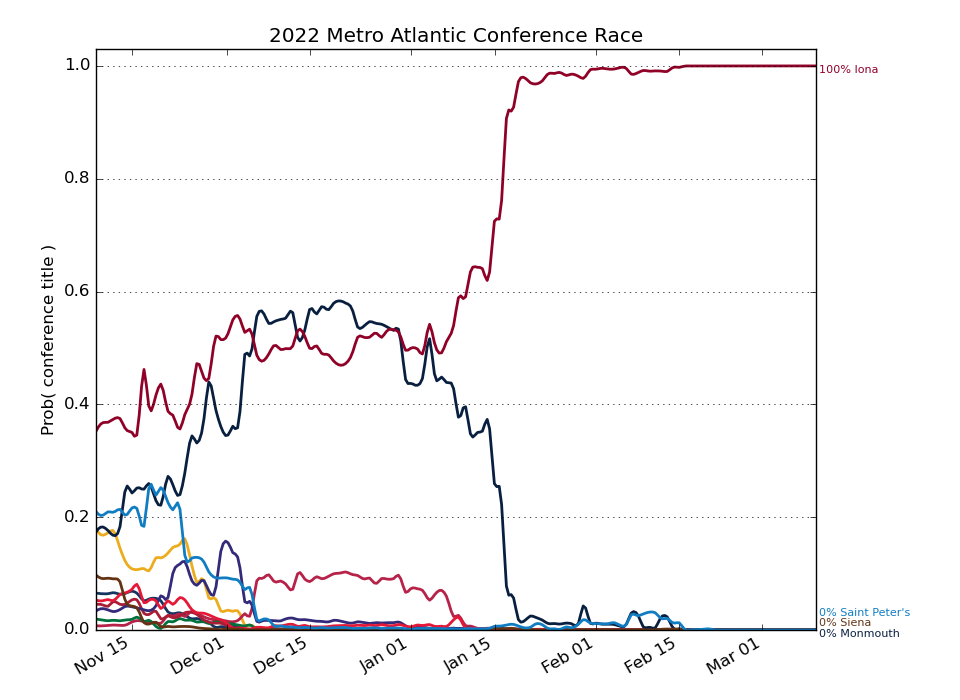 2022 Metro Atlantic Conference Race
1.0
0.8
0.6
0.4
0.2
0.0
Prob( conference title )
100% Iona
0% Saint Peter's
0% Siena
0% Monmouth
Nov 15
Dec 01
Dec 15
Jan 01
Jan 15
Feb 01
Feb 15
Mar 01